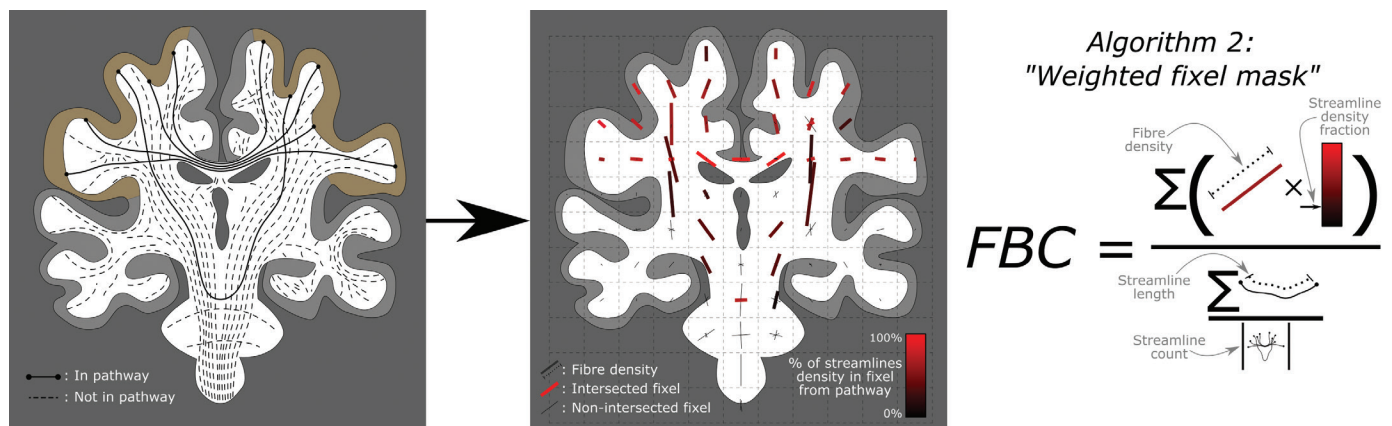 : In pathway
: Not in pathway
: Fibre density
: Intersected fixel
: Non-intersected fixel
100%
% of streamlines
density in fixel
from pathway
0%
Algorithm 2:
"Weighted fixel mask"
Streamline
density
fraction
Fibre
density
Σ( × )
FBC =
Streamline
length
Σ
Streamline
count